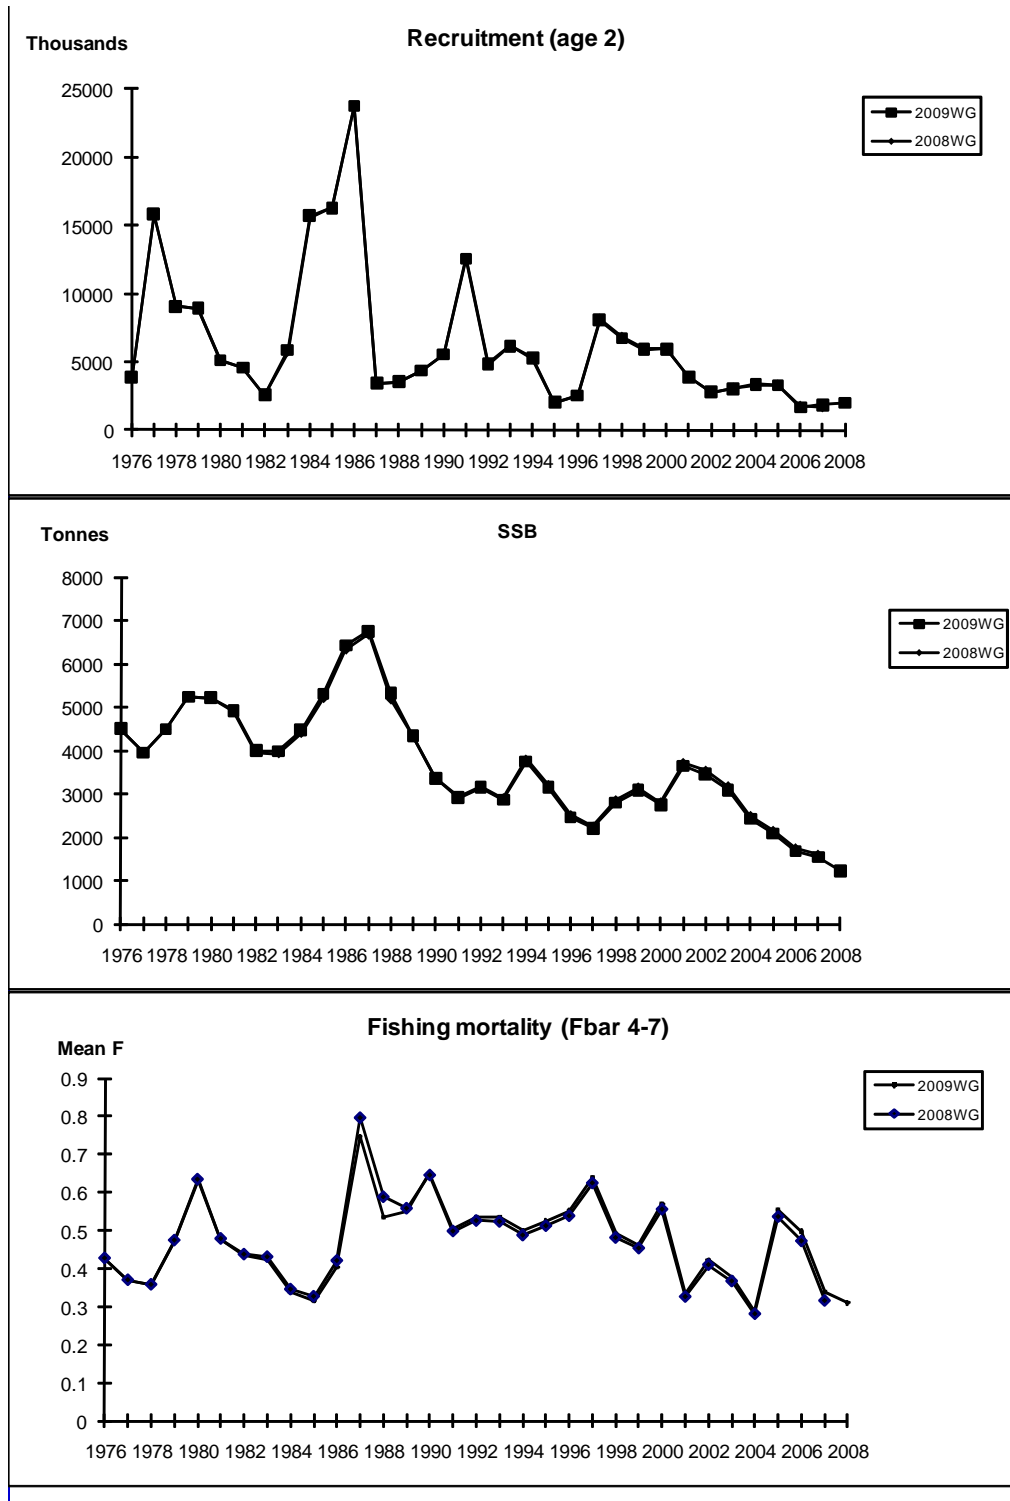 Recruitment (age 2)
Thousands
25000
20000
15000
10000
5000
0
1976 1978 1980 1982 1984 1986 1988 1990 1992 1994 1996 1998 2000 2002 2004 2006 2008
2009WG
2008WG
SSB
Tonnes
8000
7000
6000
5000
4000
3000
2000
1000
0
1976 1978 1980 1982 1984 1986 1988 1990 1992 1994 1996 1998 2000 2002 2004 2006 2008
2009WG
2008WG
Fishing mortality (Fbar 4-7)
Mean F
0.9
0.8
0.7
0.6
0.5
0.4
0.3
0.2
0.1
0
1976 1978 1980 1982 1984 1986 1988 1990 1992 1994 1996 1998 2000 2002 2004 2006 2008
2009WG
2008WG